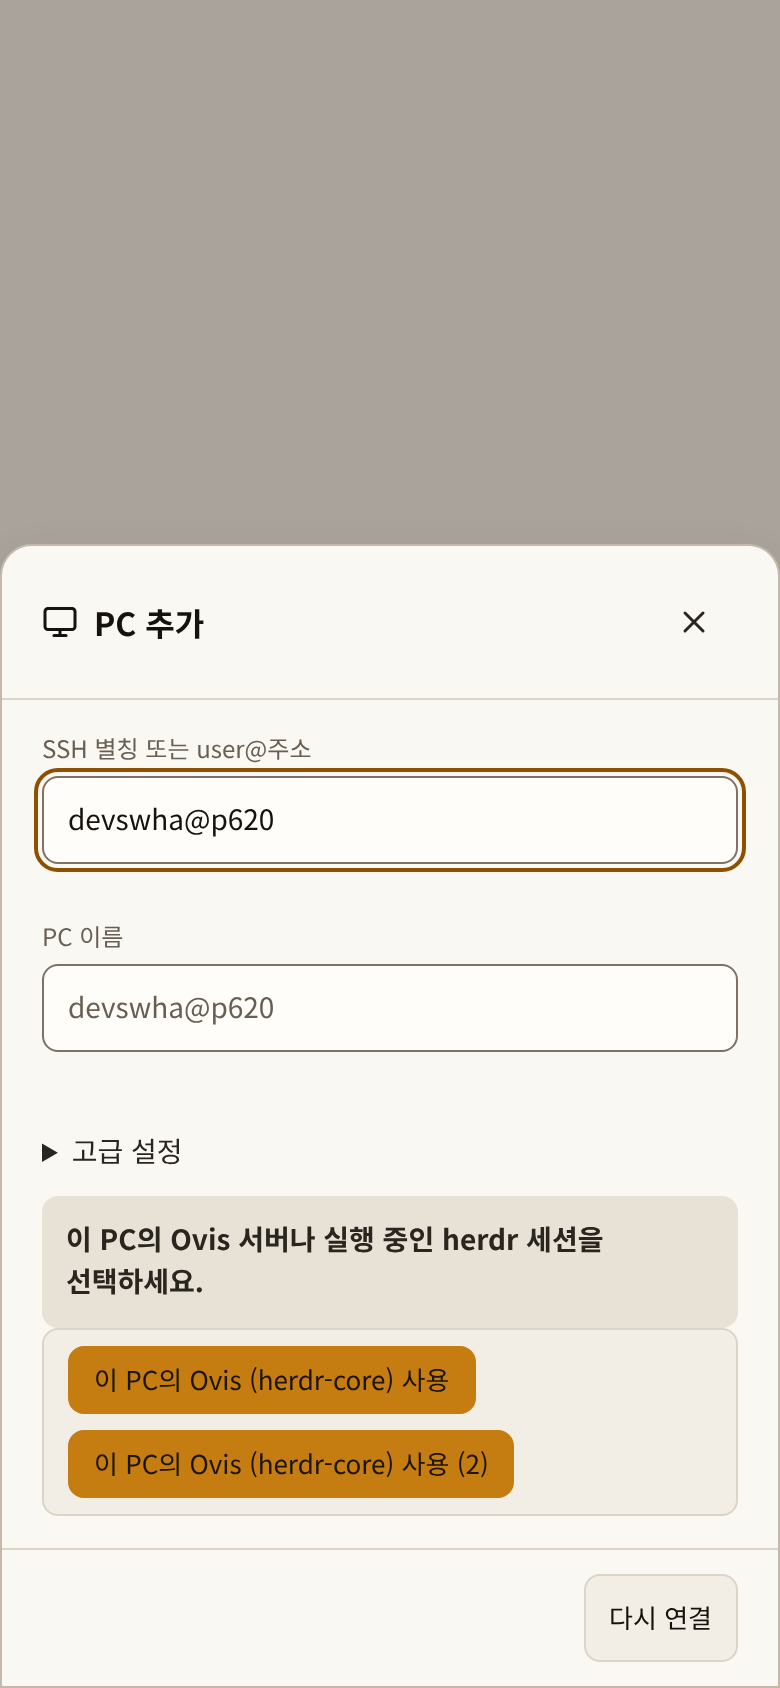 PC 추가
SSH 별칭 또는 user@주소
devswha@p620
PC 이름
devswha@p620
고급 설정
이 PC의 Ovis 서버나 실행 중인 herdr 세션을
선택하세요.
이 PC의 Ovis (herdr-core) 사용
이 PC의 Ovis (herdr-core) 사용 (2)
다시 연결